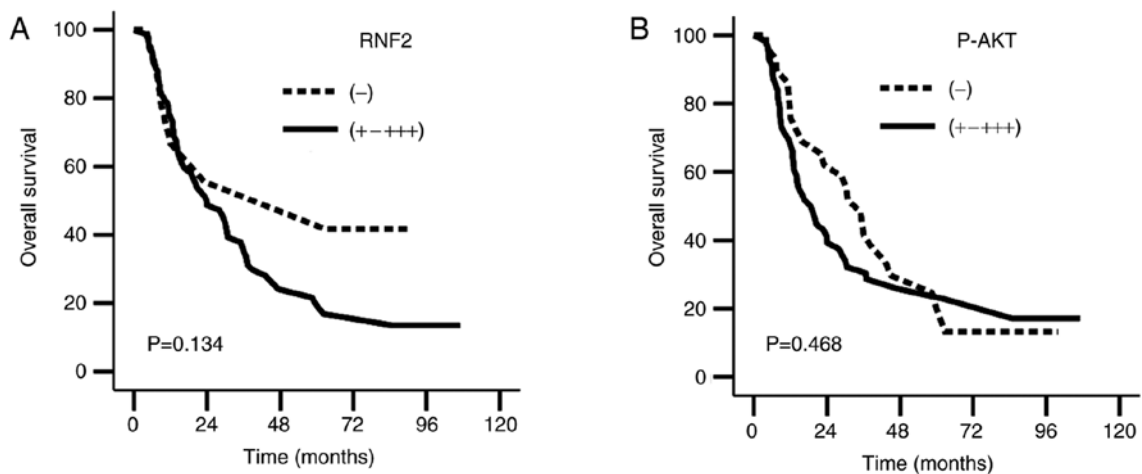 A
RNF2
(−)
(+−+++)
Overall survival
100
80
60
40
20
0
P=0.134
0 24 48 72 96 120
Time (months)
B
P-AKT
(−)
(+−+++)
Overall survival
100
80
60
40
20
0
P=0.468
0 24 48 72 96 120
Time (months)